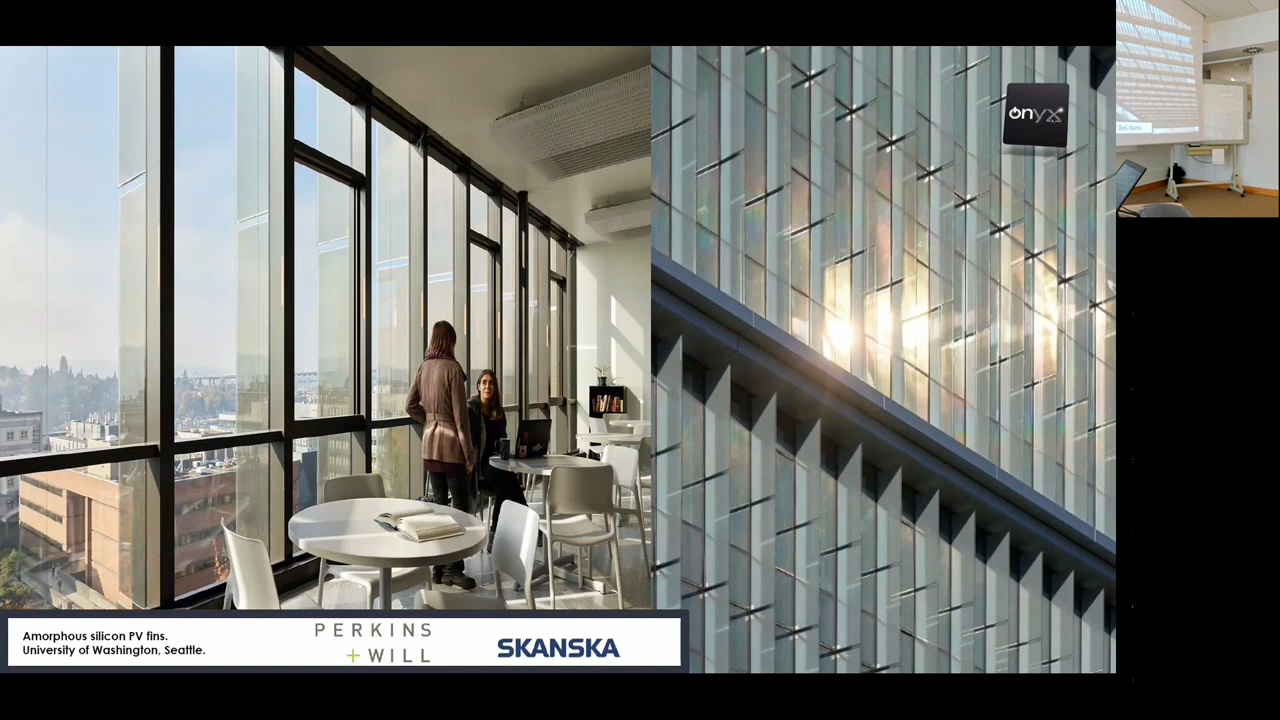 onyx
Amorphous silicon PV fins.
University of Washington, Seattle.
PERKINS
+WILL
SKANSKA